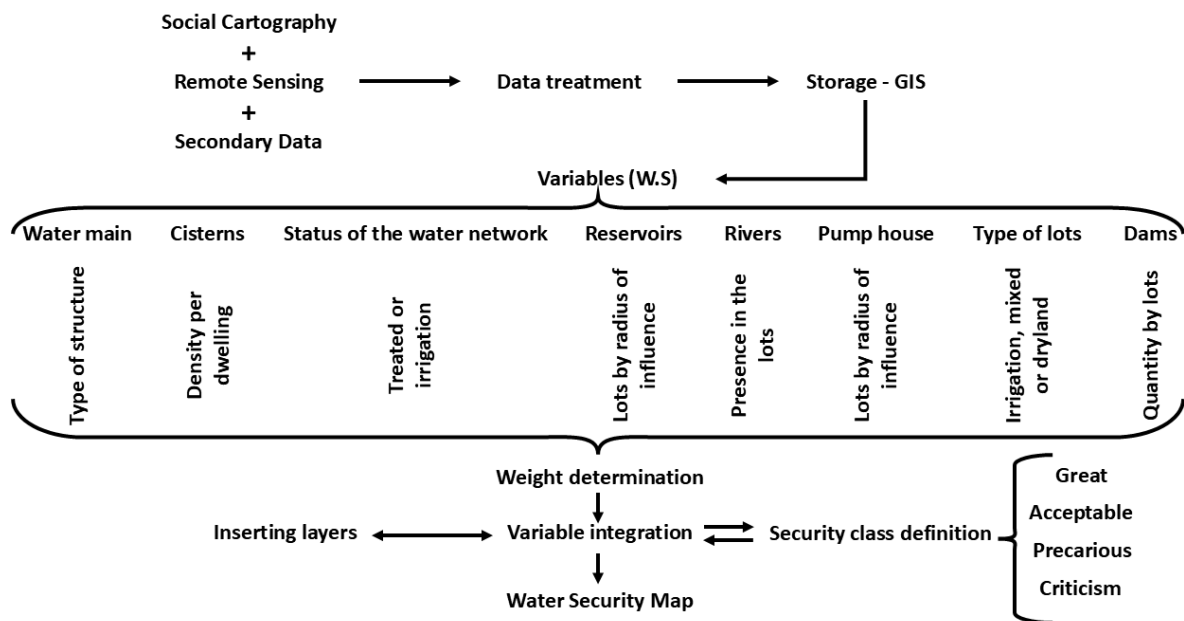 Social Cartography
+
Remote Sensing
Data treatment
Storage - GIS
+
Secondary Data
Variables (W.S)
Water main
Cisterns
Status of the water network
Reservoirs
Rivers
Pump house
Type of lots
Dams
Type of structure
Density per
dwelling
Treated or
irrigation
Lots by radius of
influence
Presence in the
lots
Lots by radius of
influence
Irrigation, mixed
or dryland
Quantity by lots
Weight determination
Inserting layers
Variable integration
Security class definition
Great
Acceptable
Precarious
Criticism
Water Security Map